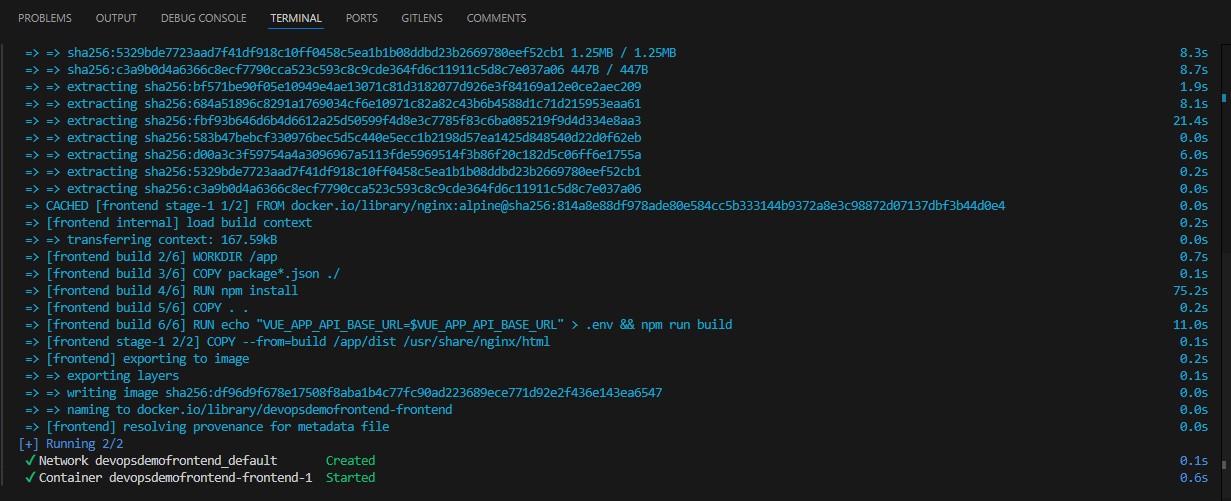 PROBLEMS OUTPUT DEBUG CONSOLE TERMINAL PORTS GITLENS COMMENTS
=> => sha256:5329bde7723aad7f41df918c10ff0458c5ea1b1b08ddbd23b2669780eef52cb1 1.25MB / 1.25MB 8.3s
=> => sha256:c3a9b0d4a6366c8ecf7790cca523c593c8c9cde364fd6c11911c5d8c7e037a06 447B / 447B 8.7s
=> => extracting sha256:bf571be90f05e10949e4ae13071c81d3182077d926e3f84169a12e0ce2aec209 1.9s
=> => extracting sha256:684a51896c8291a1769034cf6e10971c82a82c43b6b4588d1c71d215953eaa61 8.1s
=> => extracting sha256:fbf93b646d6b4d6612a25d50599f4d8e3c7785f83c6ba085219f9d4d334e8aa3 21.4s
=> => extracting sha256:583b47bebcf330976bec5d5c440e5ecc1b2198d57ea1425d848540d22d0f62eb 0.0s
=> => extracting sha256:d00a3c3f59754a4a3096967a5113fde5969514f3b86f20c182d5c06ff6e1755a 6.0s
=> => extracting sha256:5329bde7723aad7f41df918c10ff0458c5ea1b1b08ddbd23b2669780eef52cb1 0.2s
=> => extracting sha256:c3a9b0d4a6366c8ecf7790cca523c593c8c9cde364fd6c11911c5d8c7e037a06 0.0s
=> CACHED [frontend stage-1 1/2] FROM docker.io/library/nginx:alpine@sha256:814a8e88df978ade80e584cc5b333144b9372a8e3c98872d07137dbf3b44d0e4 0.0s
=> [frontend internal] load build context 0.2s
=> => transferring context: 167.59kB 0.0s
=> [frontend build 2/6] WORKDIR /app 0.7s
=> [frontend build 3/6] COPY package*.json ./ 0.1s
=> [frontend build 4/6] RUN npm install 75.2s
=> [frontend build 5/6] COPY . . 0.2s
=> [frontend build 6/6] RUN echo "VUE_APP_API_BASE_URL=$VUE_APP_API_BASE_URL" > .env && npm run build 11.0s
=> [frontend stage-1 2/2] COPY --from=build /app/dist /usr/share/nginx/html 0.1s
=> [frontend] exporting to image 0.2s
=> => exporting layers 0.1s
=> => writing image sha256:df96d9f678e17508f8aba1b4c77fc90ad223689ece771d92e2f436e143ea6547 0.0s
=> => naming to docker.io/library/devopsdemofrontend-frontend 0.0s
=> [frontend] resolving provenance for metadata file 0.0s
[+] Running 2/2
✓ Network devopsdemofrontend_default Created 0.1s
✓ Container devopsdemofrontend-frontend-1 Started 0.6s